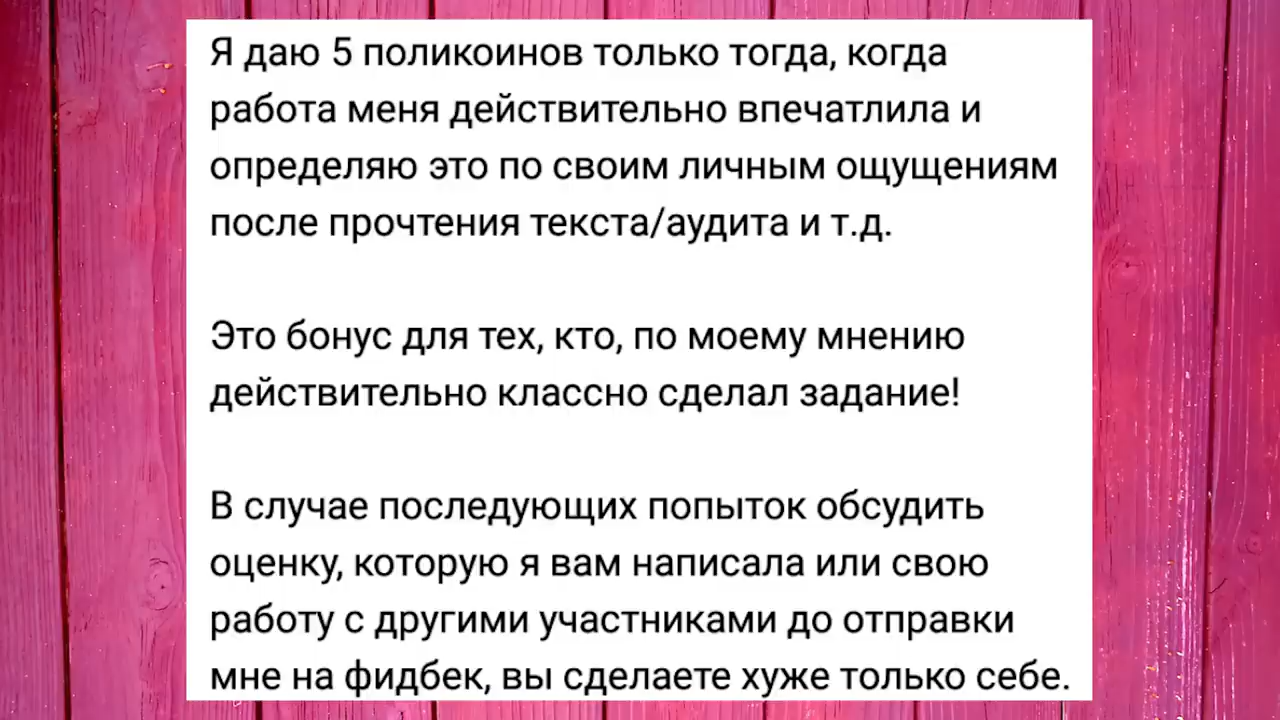 Я даю 5 поликоинов только тогда, когда
работа меня действительно впечатлила и
определяю это по своим личным ощущениям
после прочтения текста/аудита и т.д.
Это бонус для тех, кто, по моему мнению
действительно классно сделал задание!
В случае последующих попыток обсудить
оценку, которую я вам написала или свою
работу с другими участниками до отправки
мне на фидбек, вы сделаете хуже только себе.